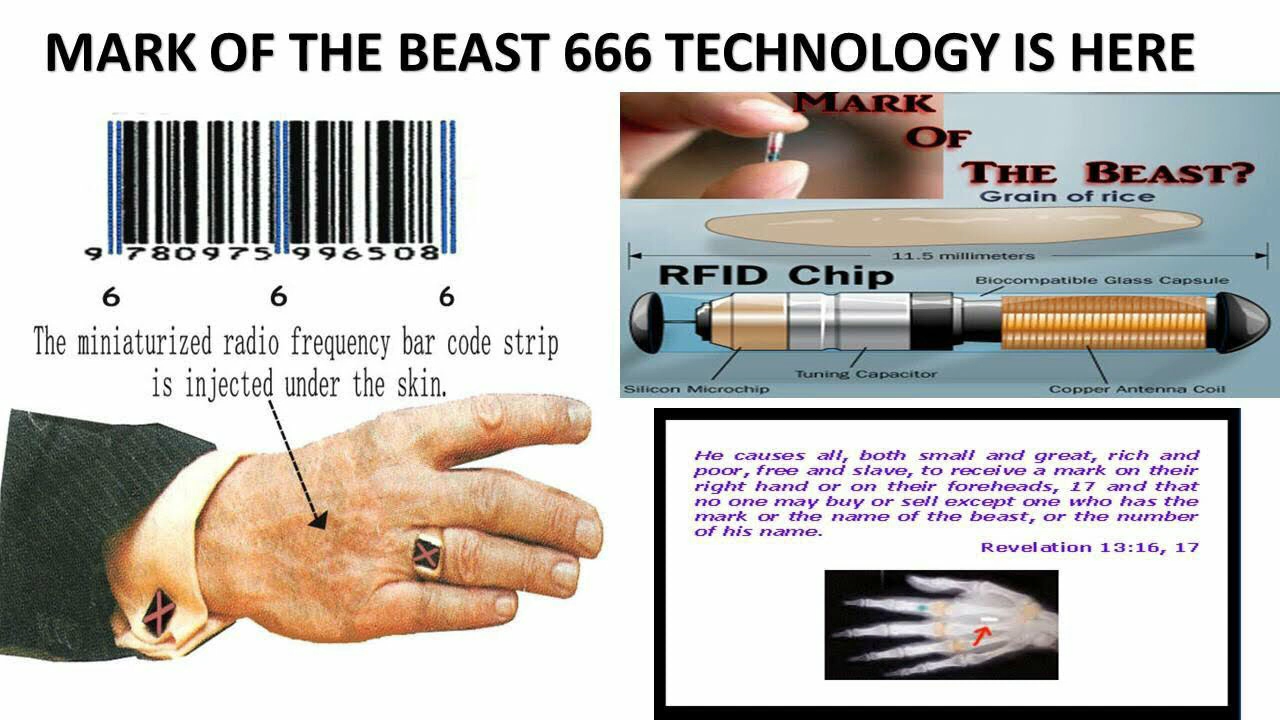 MARK OF THE BEAST 666 TECHNOLOGY IS HERE
9 780975 996508
6 6 6
The miniaturized radio frequency bar code strip
is injected under the skin.
MARK
OF
THE BEAST?
Grain of rice
11.5 millimeters
RFID Chip
Biocompatible Glass Capsule
Tuning Capacitor
Silicon Microchip
Copper Antenna Coil
He causes all, both small and great, rich and
poor, free and slave, to receive a mark on their
right hand or on their foreheads, 17 and that
no one may buy or sell except one who has the
mark or the name of the beast, or the number
of his name.
Revelation 13:16, 17